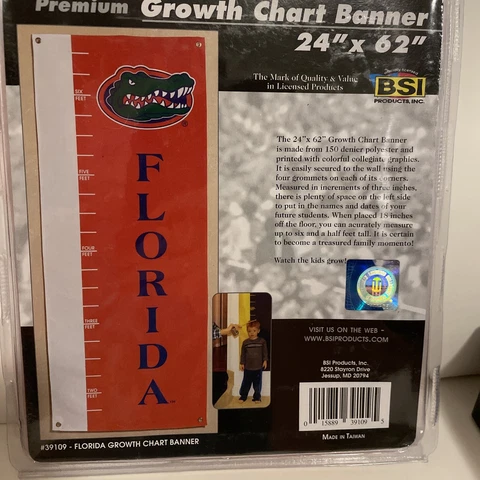 Premium Growth Chart Banner
24" x 62"
The Mark of Quality & Value
in Licensed Products
BSI
PRODUCTS, INC.
SIX
FEET
FIVE
FEET
FOUR
FEET
THREE
FEET
TWO
FEET
FLORIDA
The 24"x 62" Growth Chart Banner
is made from 150 denier polyester and
printed with colorful collegiate graphics.
It is easily secured to the wall using the
four grommets on each of its corners.
Measured in increments of three inches,
there is plenty of space on the left side
to put in the names and dates of your
future students. When placed 18 inches
off the floor, you can accurately measure
up to six and a half feet tall. It is certain
to become a treasured family momento!
Watch the kids grow!
VISIT US ON THE WEB -
WWW.BSIPRODUCTS.COM
BSI Products, Inc.
8220 Stayton Drive
Jessup, MD 20794
0 15889 39109 5
MADE IN TAIWAN
#39109 - FLORIDA GROWTH CHART BANNER